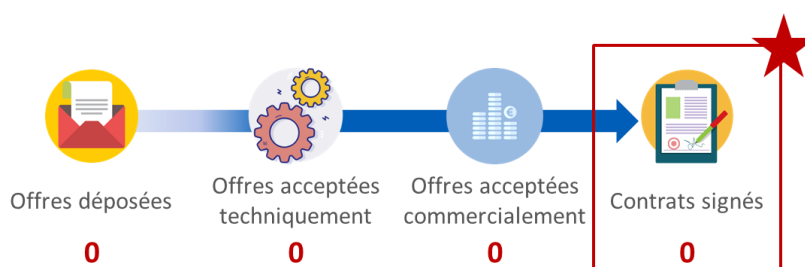 Offres déposées
0
Offres acceptées
techniquement
0
Offres acceptées
commercialement
0
Contrats signés
0